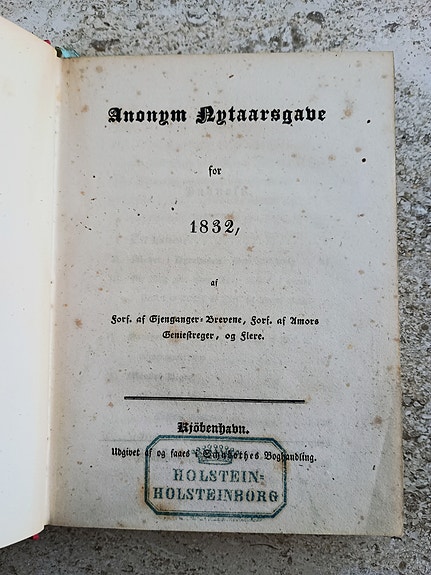 Anonym Nytaarsgave
for
1832,
af
Forf. af Gjenganger-Brevene, Forf. af Amors
Geniestreger, og Flere.
Kjöbenhavn.
Udgivet af og faaes i Schubothes Boghandling.
HOLSTEIN-
HOLSTEINBORG